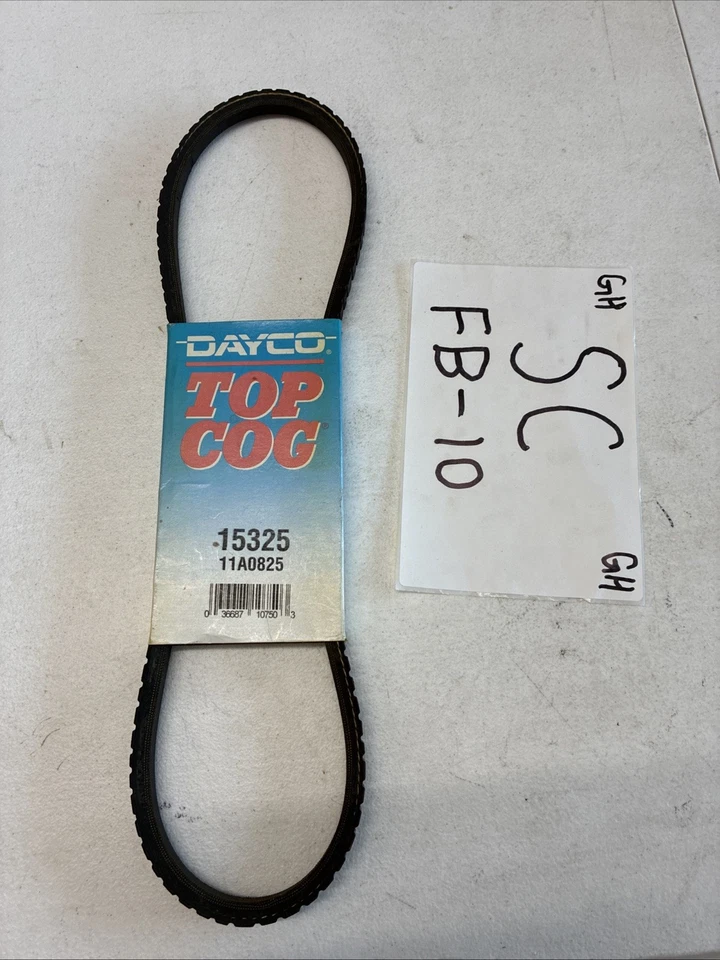 DAYCO®
TOP
COG®
15325
11A0825
0 36687 10750 3
GH
SC
FB-10
GH